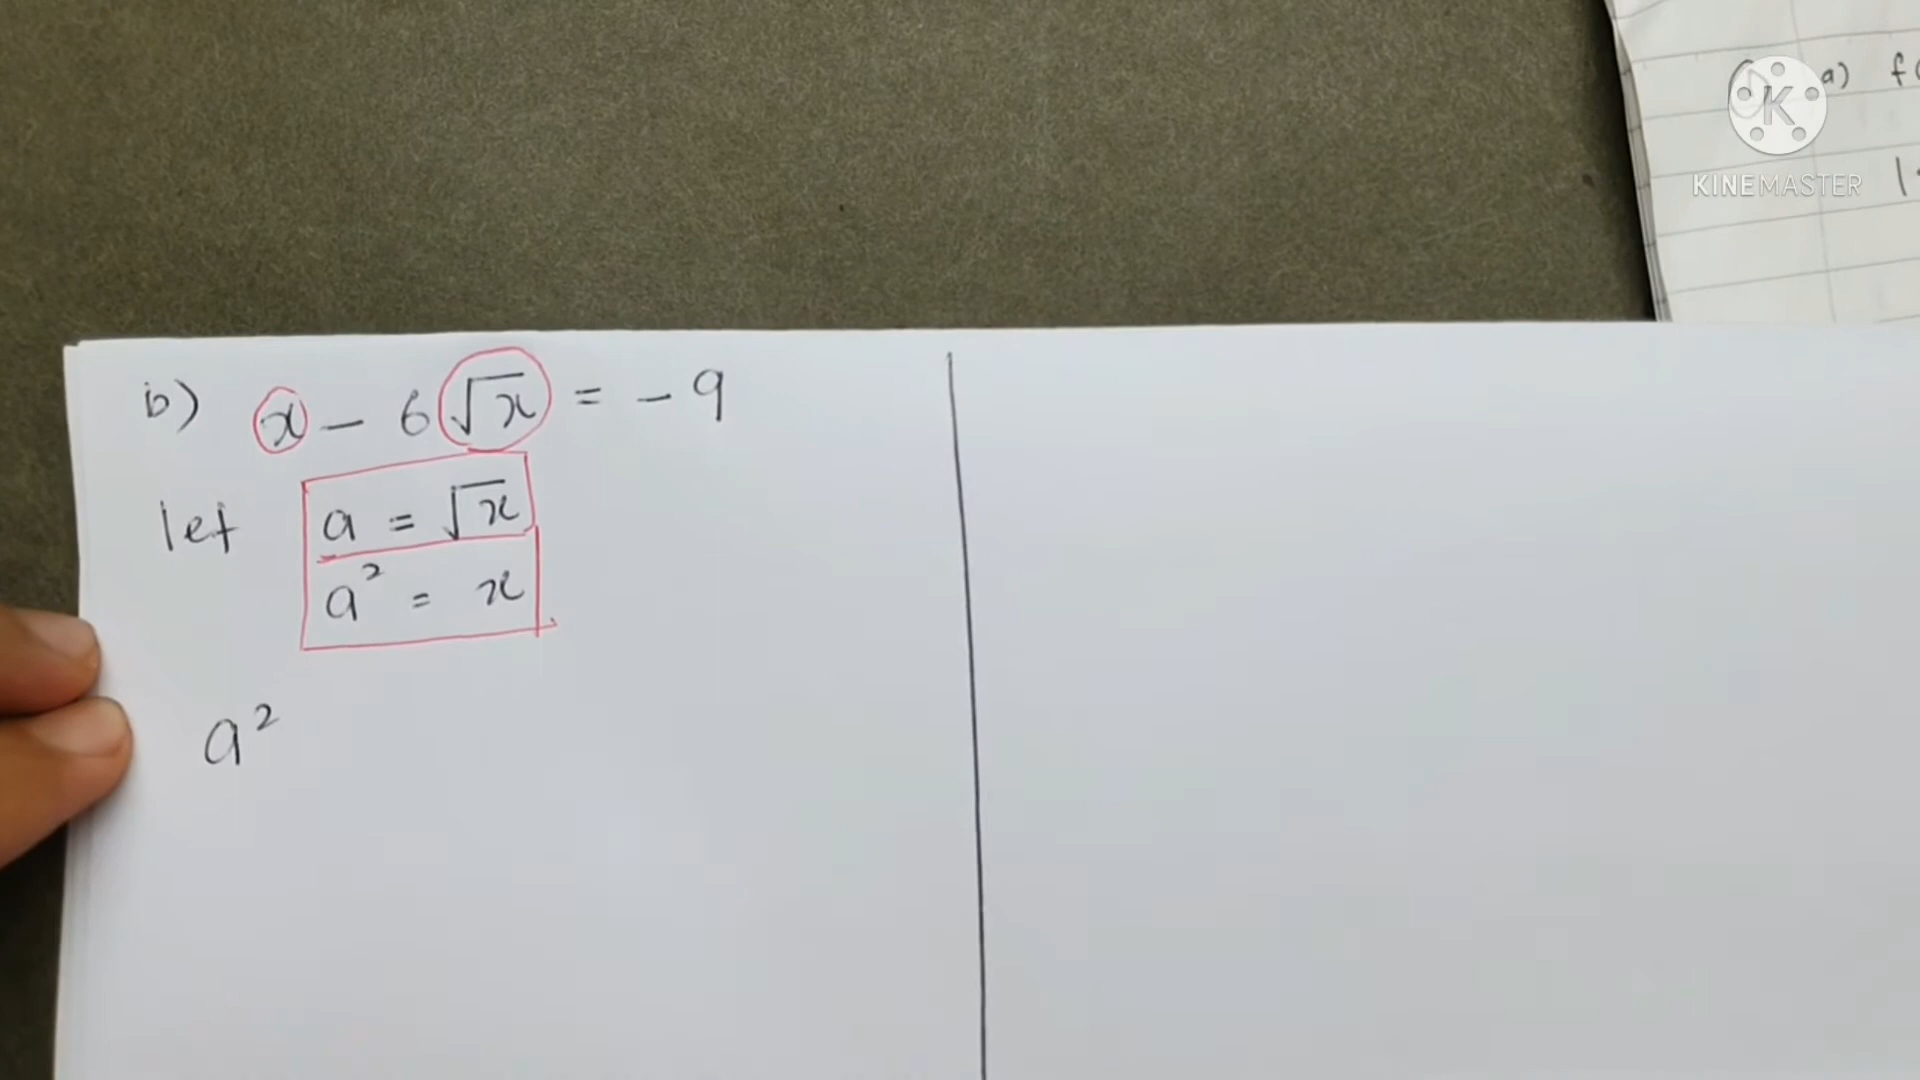 b) x - 6√x = -9
let a = √x
a² = x
a²
a) f(
KINEMASTER